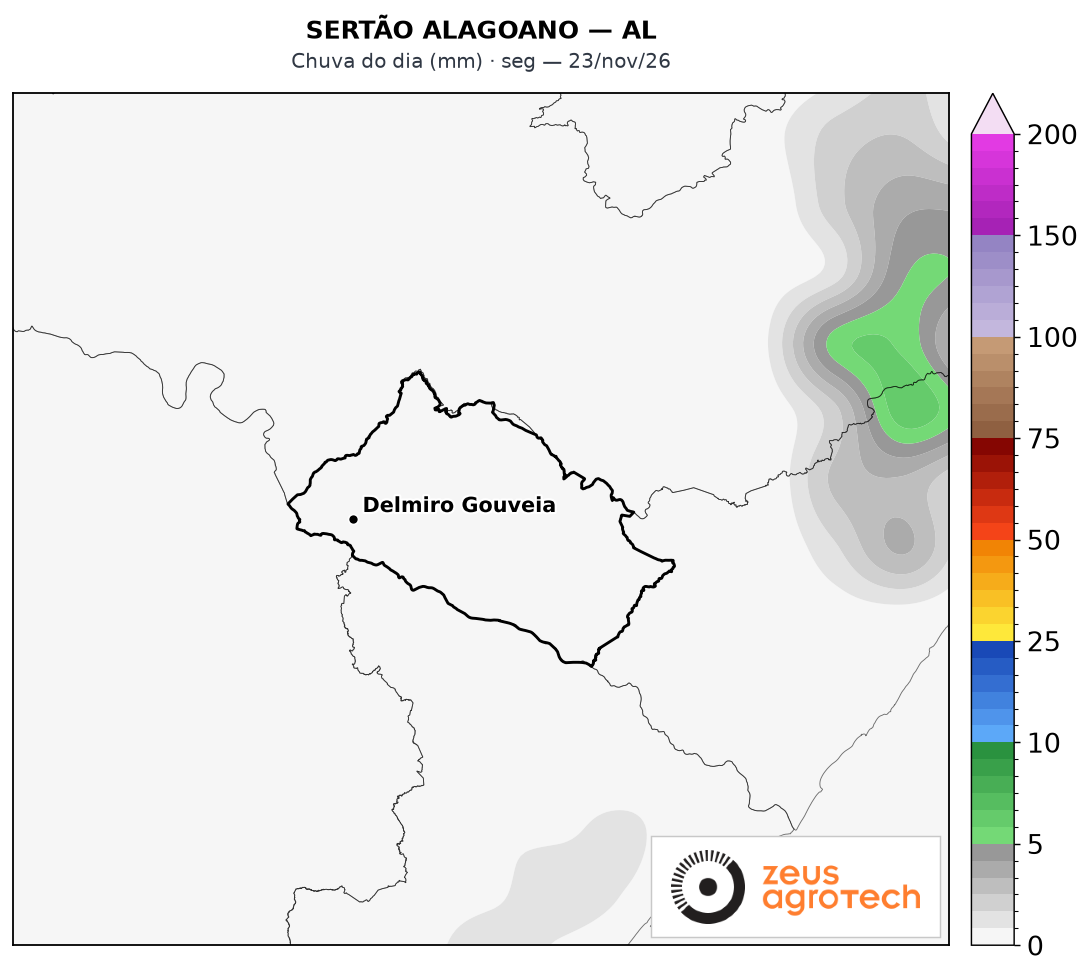 SERTÃO ALAGOANO — AL
Chuva do dia (mm) · seg — 23/nov/26
200
150
100
75
50
25
10
5
0
Delmiro Gouveia
zeus
agrotech